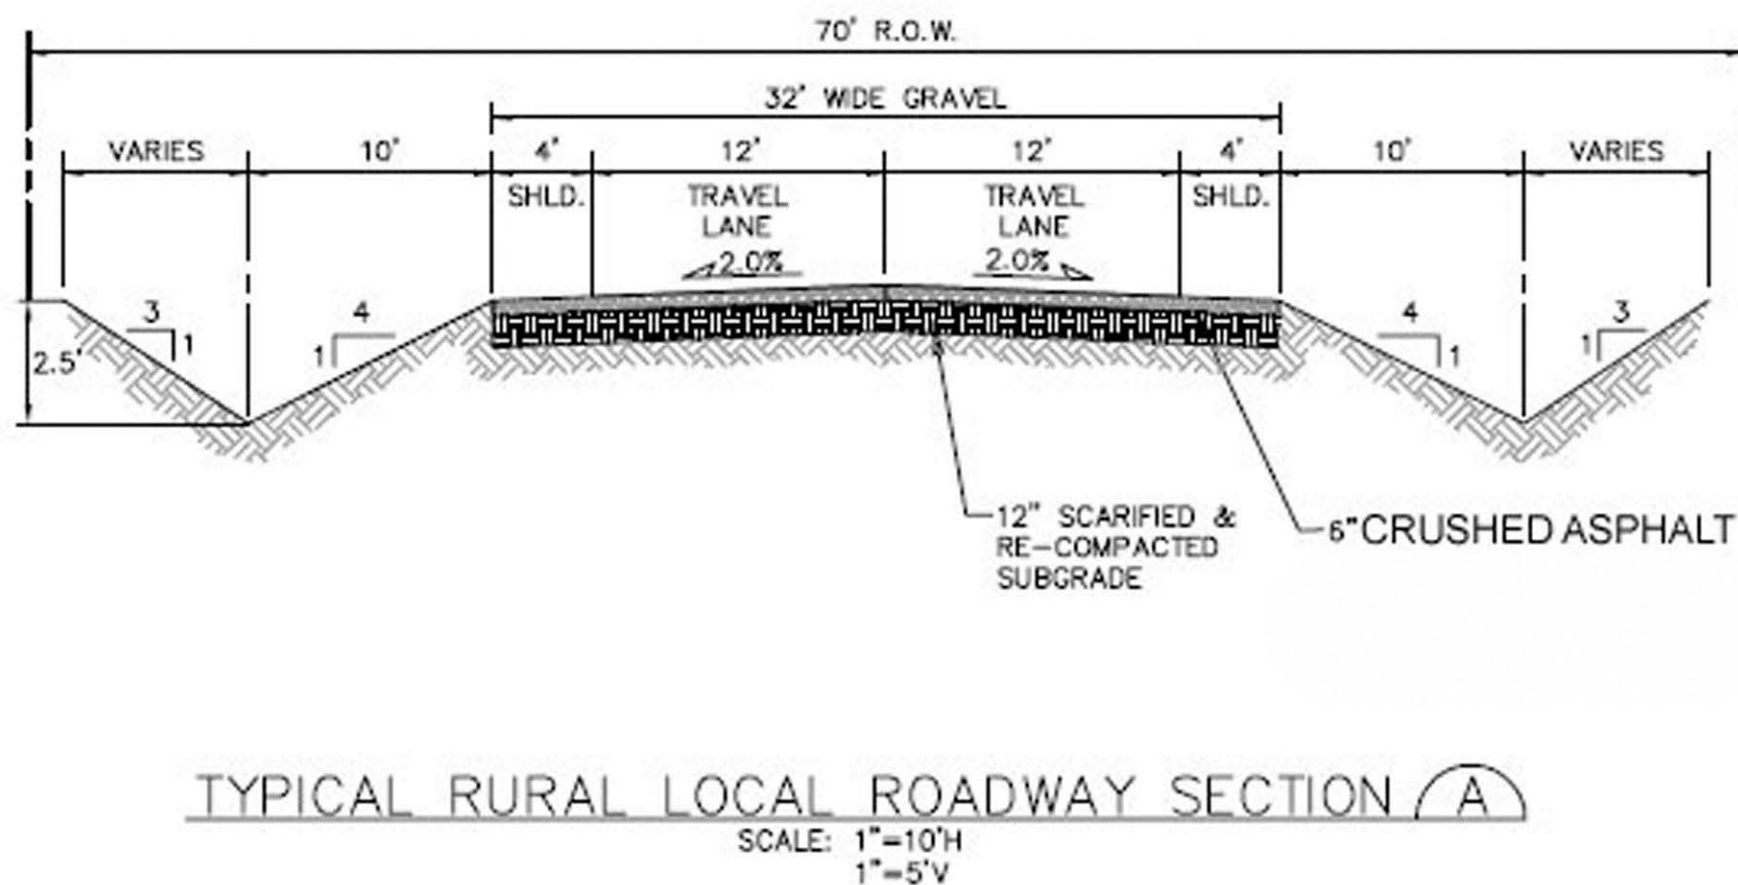 70' R.O.W.
32' WIDE GRAVEL
VARIES 10' 4' 12' 12' 4' 10' VARIES
SHLD. TRAVEL TRAVEL SHLD.
LANE LANE
2.0% 2.0%
3 4 4 3
1 1 1 1
2.5'
12" SCARIFIED & 6" CRUSHED ASPHALT
RE-COMPACTED
SUBGRADE
TYPICAL RURAL LOCAL ROADWAY SECTION A
SCALE: 1"=10'H
1"=5'V